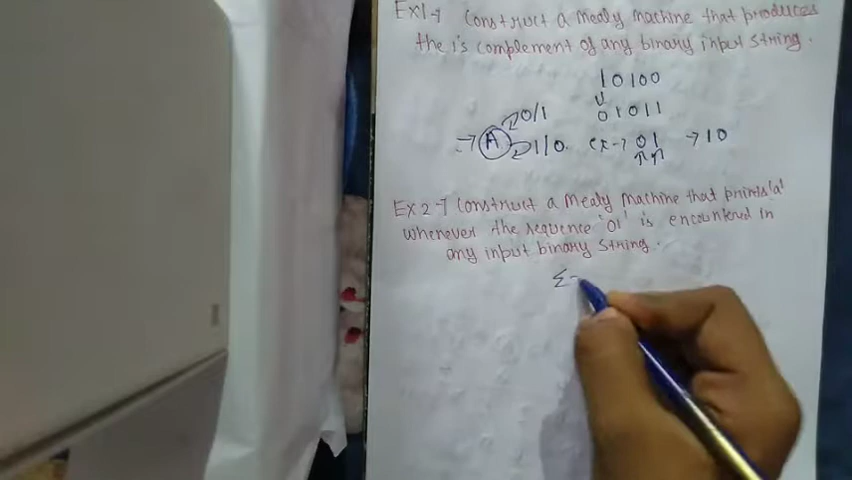 Ex1→ Construct a Mealy machine that produces
the 1's complement of any binary input string.
10100
↓
01011
→ A 0/1
1/0. ex→ 01 → 10
Ex2→ Construct a Mealy machine that prints 'a'
whenever the sequence '01' is encountered in
any input binary string.
Σ-